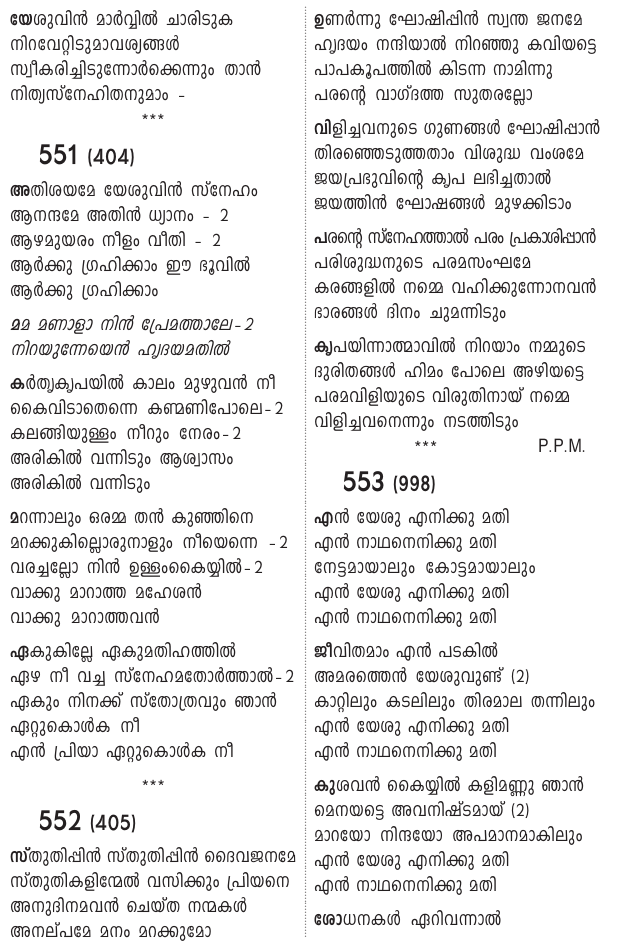 യേശുവിൻ മാർവ്വിൽ ചാരിടുക
നിറവേറ്റിടുമാവശ്യങ്ങൾ
സ്വീകരിച്ചിടുന്നോർക്കെന്നും താൻ
നിത്യസ്നേഹിതനുമാം -
***
551 (404)
അതിശയമേ യേശുവിൻ സ്നേഹം
ആനന്ദമേ അതിൻ ധ്യാനം - 2
ആഴമുയരം നീളം വീതി - 2
ആർക്കു ഗ്രഹിക്കാം ഈ ഭൂവിൽ
ആർക്കു ഗ്രഹിക്കാം
മമ മണാളാ നിൻ പ്രേമത്താലേ-2
നിറയുന്നേയെൻ ഹൃദയമതിൽ
കർതൃകൃപയിൽ കാലം മുഴുവൻ നീ
കൈവിടാതെന്നെ കണ്മണിപോലെ-2
കലങ്ങിയുള്ളം നീറും നേരം-2
അരികിൽ വന്നിടും ആശ്വാസം
അരികിൽ വന്നിടും
മറന്നാലും ഒരമ്മ തൻ കുഞ്ഞിനെ
മറക്കുകില്ലൊരുനാളും നീയെന്നെ -2
വരച്ചല്ലോ നിൻ ഉള്ളംകൈയ്യിൽ-2
വാക്കു മാറാത്ത മഹേശൻ
വാക്കു മാറാത്തവൻ
ഏകുകില്ലേ ഏകുമതിഹത്തിൽ
ഏഴ നീ വച്ച സ്നേഹമതോർത്താൽ-2
ഏകും നിനക്ക് സ്തോത്രവും ഞാൻ
ഏറ്റുകൊൾക നീ
എൻ പ്രിയാ ഏറ്റുകൊൾക നീ
***
552 (405)
സ്തുതിപ്പിൻ സ്തുതിപ്പിൻ ദൈവജനമേ
സ്തുതികളിന്മേൽ വസിക്കും പ്രിയനെ
അനുദിനമവൻ ചെയ്ത നന്മകൾ
അനല്പമേ മനം മറക്കുമോ
ഉണർന്നു ഘോഷിപ്പിൻ സ്വന്ത ജനമേ
ഹൃദയം നന്ദിയാൽ നിറഞ്ഞു കവിയട്ടെ
പാപകൂപത്തിൽ കിടന്ന നാമിന്നു
പരന്റെ വാഗ്ദത്ത സുതരല്ലോ
വിളിച്ചവനുടെ ഗുണങ്ങൾ ഘോഷിപ്പാൻ
തിരഞ്ഞെടുത്തതാം വിശുദ്ധ വംശമേ
ജയപ്രഭുവിന്റെ കൃപ ലഭിച്ചതാൽ
ജയത്തിൻ ഘോഷങ്ങൾ മുഴക്കിടാം
പരന്റെ സ്നേഹത്താൽ പരം പ്രകാശിപ്പാൻ
പരിശുദ്ധനുടെ പരമസംഘമേ
കരങ്ങളിൽ നമ്മെ വഹിക്കുന്നോനവൻ
ഭാരങ്ങൾ ദിനം ചുമന്നിടും
കൃപയിന്നാത്മാവിൽ നിറയാം നമ്മുടെ
ദുരിതങ്ങൾ ഹിമം പോലെ അഴിയട്ടെ
പരമവിളിയുടെ വിരുതിനായ് നമ്മെ
വിളിച്ചവനെന്നും നടത്തിടും
*** P.P.M.
553 (998)
എൻ യേശു എനിക്കു മതി
എൻ നാഥനെനിക്കു മതി
നേട്ടമായാലും കോട്ടമായാലും
എൻ യേശു എനിക്കു മതി
എൻ നാഥനെനിക്കു മതി
ജീവിതമാം എൻ പടകിൽ
അമരത്തെൻ യേശുവുണ്ട് (2)
കാറ്റിലും കടലിലും തിരമാല തന്നിലും
എൻ യേശു എനിക്കു മതി
എൻ നാഥനെനിക്കു മതി
കുശവൻ കൈയ്യിൽ കളിമണ്ണു ഞാൻ
മെനയട്ടെ അവനിഷ്ടമായ് (2)
മാറയോ നിന്ദയോ അപമാനമാകിലും
എൻ യേശു എനിക്കു മതി
എൻ നാഥനെനിക്കു മതി
ശോധനകൾ ഏറിവന്നാൽ